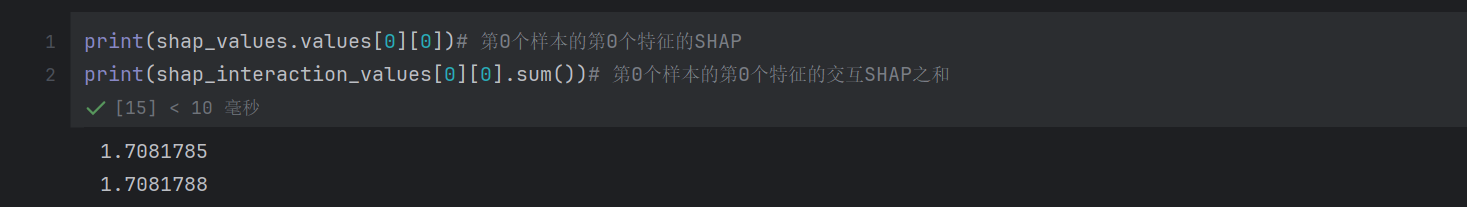 1 print(shap_values.values[0][0])# 第0个样本的第0个特征的SHAP
2 print(shap_interaction_values[0][0].sum())# 第0个样本的第0个特征的交互SHAP之和
[15] < 10 毫秒
1.7081785
1.7081788